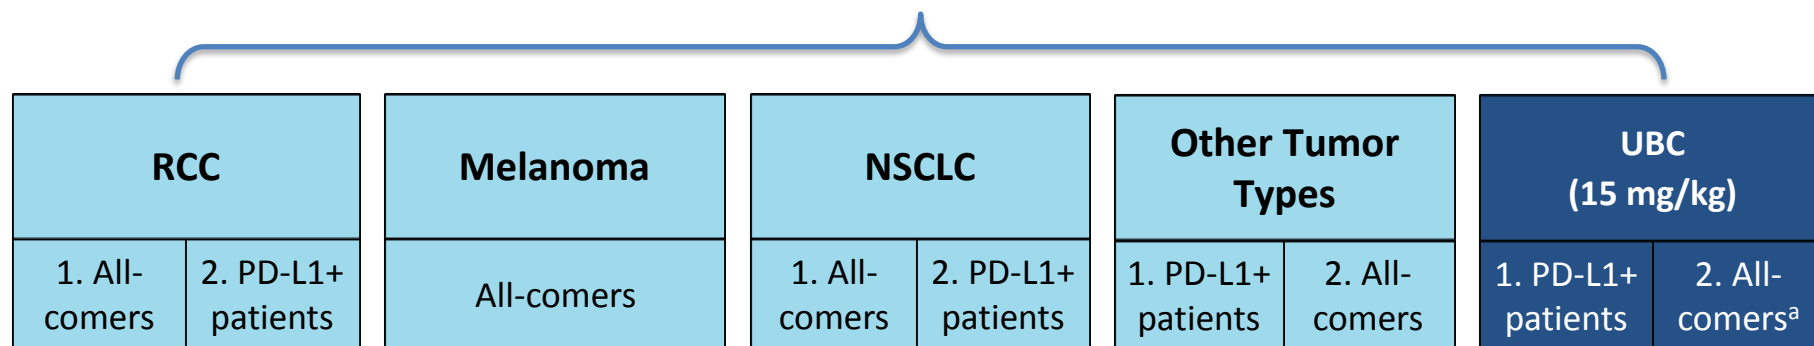 RCC
1. All-
comers
2. PD-L1+
patients
Melanoma
All-comers
NSCLC
1. All-
comers
2. PD-L1+
patients
Other Tumor
Types
1. PD-L1+
patients
2. All-
comers
UBC
(15 mg/kg)
1. PD-L1+
patients
2. All-
comersᵃ